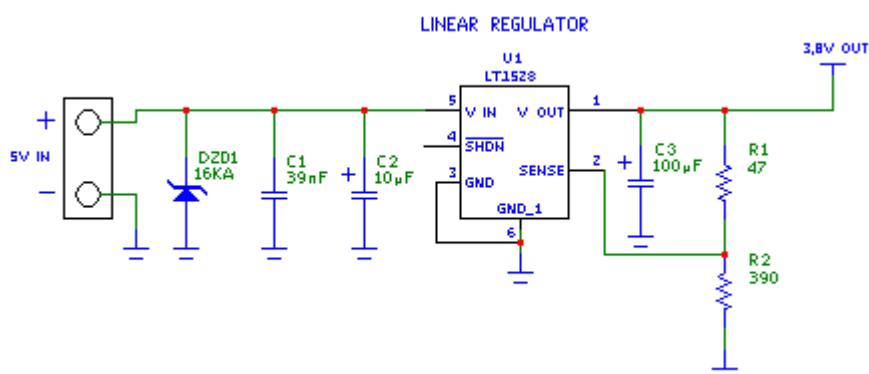 LINEAR REGULATOR
3,8V OUT
U1
LT1528
+
5V IN
-
5
V IN
V OUT
1
4
SHDN
3
GND
SENSE
2
GND_1
6
DZD1
16KA
C1
39nF
+
C2
10µF
+
C3
100µF
R1
47
R2
390